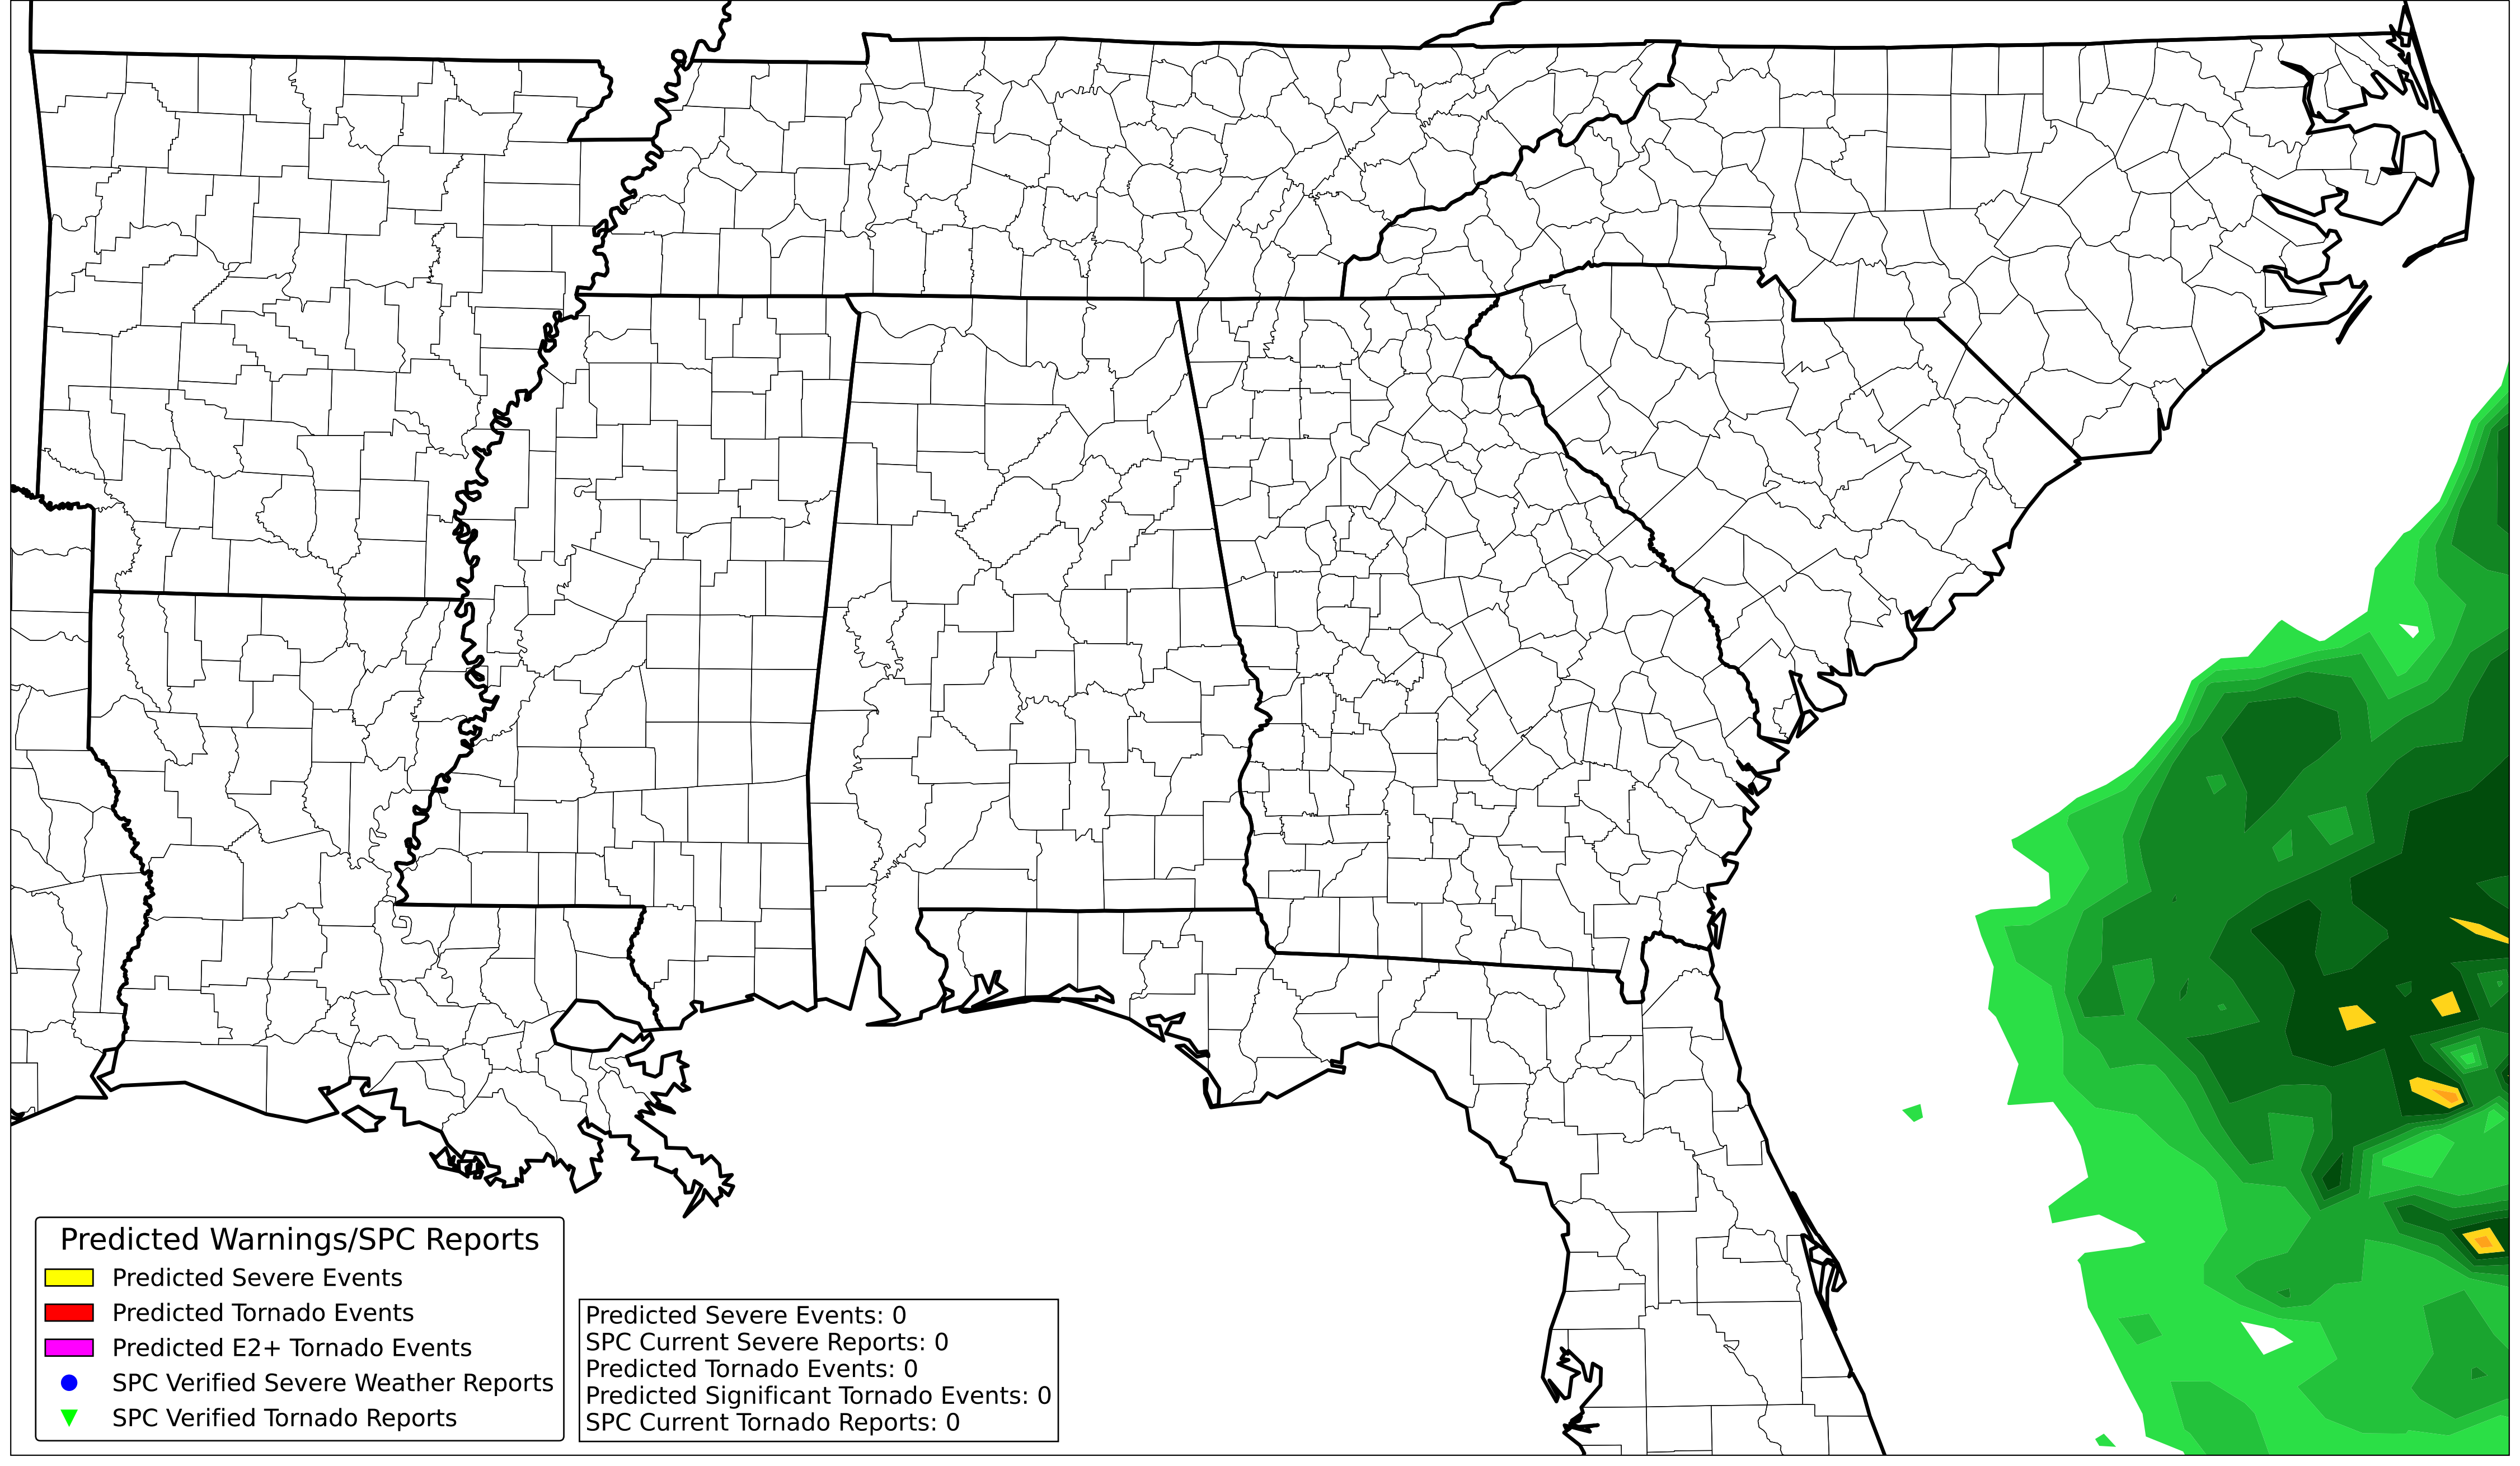 Predicted Warnings/SPC Reports
Predicted Severe Events
Predicted Tornado Events
Predicted E2+ Tornado Events
SPC Verified Severe Weather Reports
SPC Verified Tornado Reports
Predicted Severe Events: 0
SPC Current Severe Reports: 0
Predicted Tornado Events: 0
Predicted Significant Tornado Events: 0
SPC Current Tornado Reports: 0